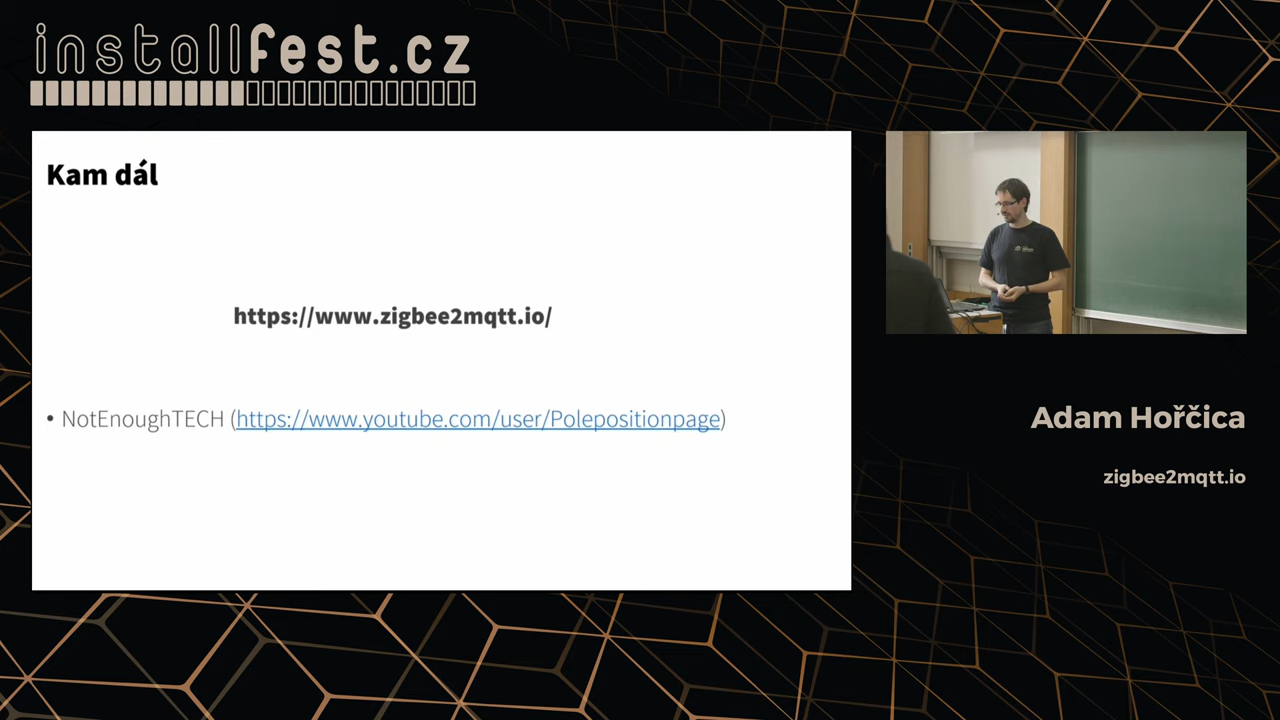 installfest.cz
Kam dál
https://www.zigbee2mqtt.io/
• NotEnoughTECH (https://www.youtube.com/user/Polepositionpage)
Adam Hořčica
zigbee2mqtt.io